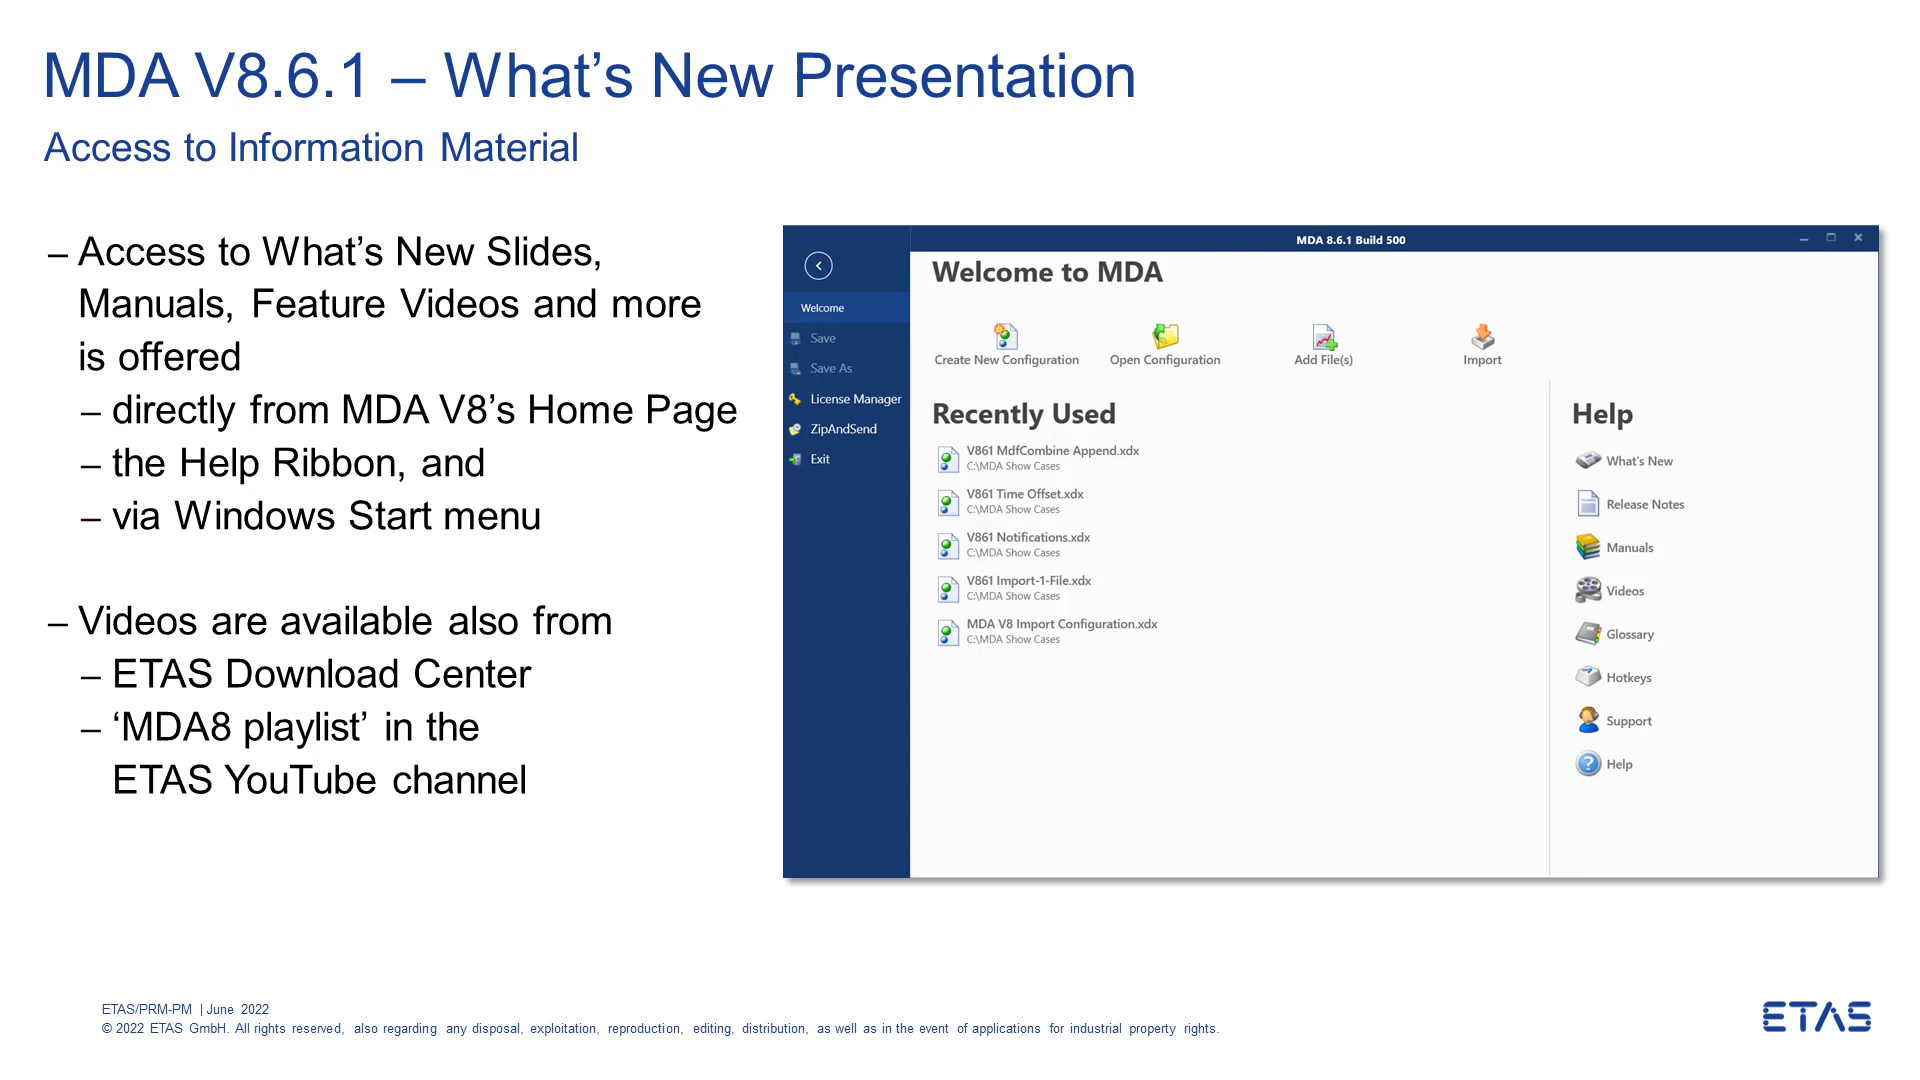 MDA V8.6.1 – What’s New Presentation
Access to Information Material
– Access to What’s New Slides,
Manuals, Feature Videos and more
is offered
– directly from MDA V8’s Home Page
– the Help Ribbon, and
– via Windows Start menu
– Videos are available also from
– ETAS Download Center
– ‘MDA8 playlist’ in the
ETAS YouTube channel
MDA 8.6.1 Build 500
Welcome
Save
Save As
License Manager
ZipAndSend
Exit
Welcome to MDA
Create New Configuration
Open Configuration
Add File(s)
Import
Recently Used
V861 MdfCombine Append.xdx
C:\MDA Show Cases
V861 Time Offset.xdx
C:\MDA Show Cases
V861 Notifications.xdx
C:\MDA Show Cases
V861 Import-1-File.xdx
C:\MDA Show Cases
MDA V8 Import Configuration.xdx
C:\MDA Show Cases
Help
What's New
Release Notes
Manuals
Videos
Glossary
Hotkeys
Support
Help
ETAS/PRM-PM | June 2022
© 2022 ETAS GmbH. All rights reserved, also regarding any disposal, exploitation, reproduction, editing, distribution, as well as in the event of applications for industrial property rights.
ETAS